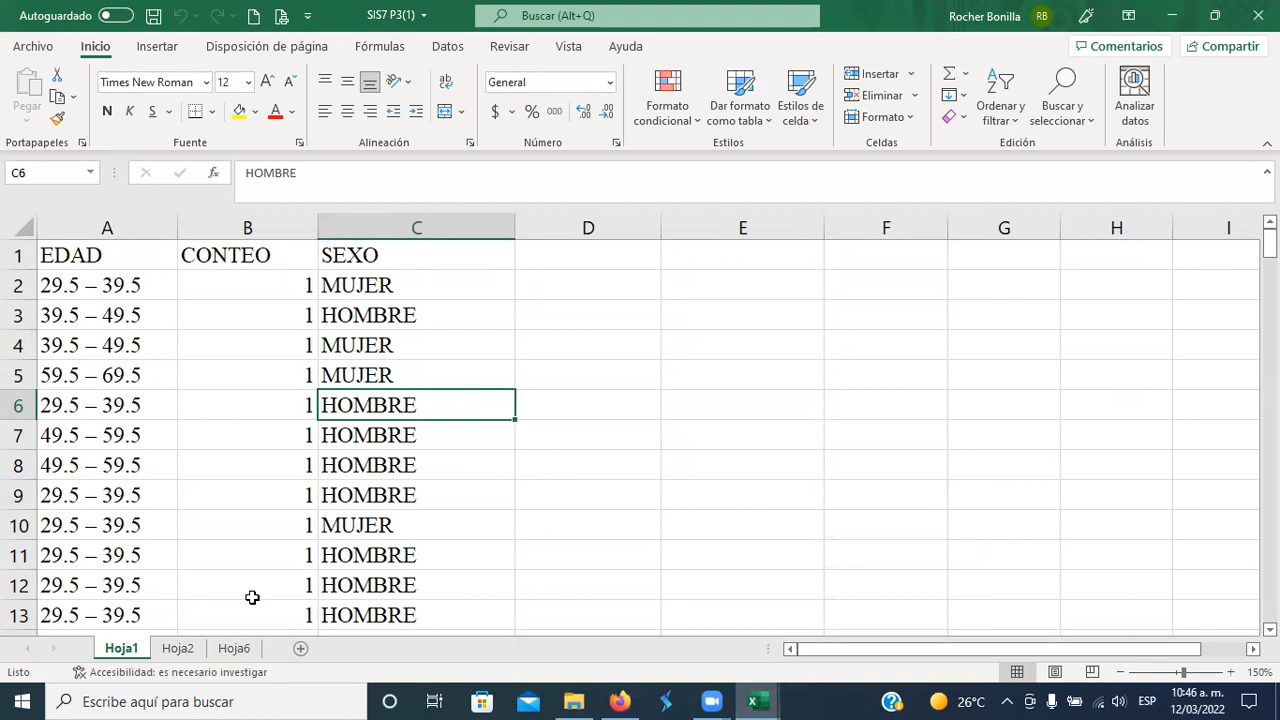 Autoguardado SIS7 P3(1) Buscar (Alt+Q) Rocher Bonilla RB
Archivo Inicio Insertar Disposición de página Fórmulas Datos Revisar Vista Ayuda Comentarios Compartir
Pegar
Times New Roman 12
N K S
General
$ % 000
Formato condicional
Dar formato como tabla
Estilos de celda
Insertar
Eliminar
Formato
Ordenar y filtrar
Buscar y seleccionar
Analizar datos
Portapapeles Fuente Alineación Número Estilos Celdas Edición Análisis
C6 fx HOMBRE
A B C D E F G H I
1 EDAD CONTEO SEXO
2 29.5 – 39.5 1 MUJER
3 39.5 – 49.5 1 HOMBRE
4 39.5 – 49.5 1 MUJER
5 59.5 – 69.5 1 MUJER
6 29.5 – 39.5 1 HOMBRE
7 49.5 – 59.5 1 HOMBRE
8 49.5 – 59.5 1 HOMBRE
9 29.5 – 39.5 1 HOMBRE
10 29.5 – 39.5 1 MUJER
11 29.5 – 39.5 1 HOMBRE
12 29.5 – 39.5 1 HOMBRE
13 29.5 – 39.5 1 HOMBRE
Hoja1 Hoja2 Hoja6
Listo Accesibilidad: es necesario investigar 150%
Escribe aquí para buscar 26°C ESP 10:46 a. m.
12/03/2022